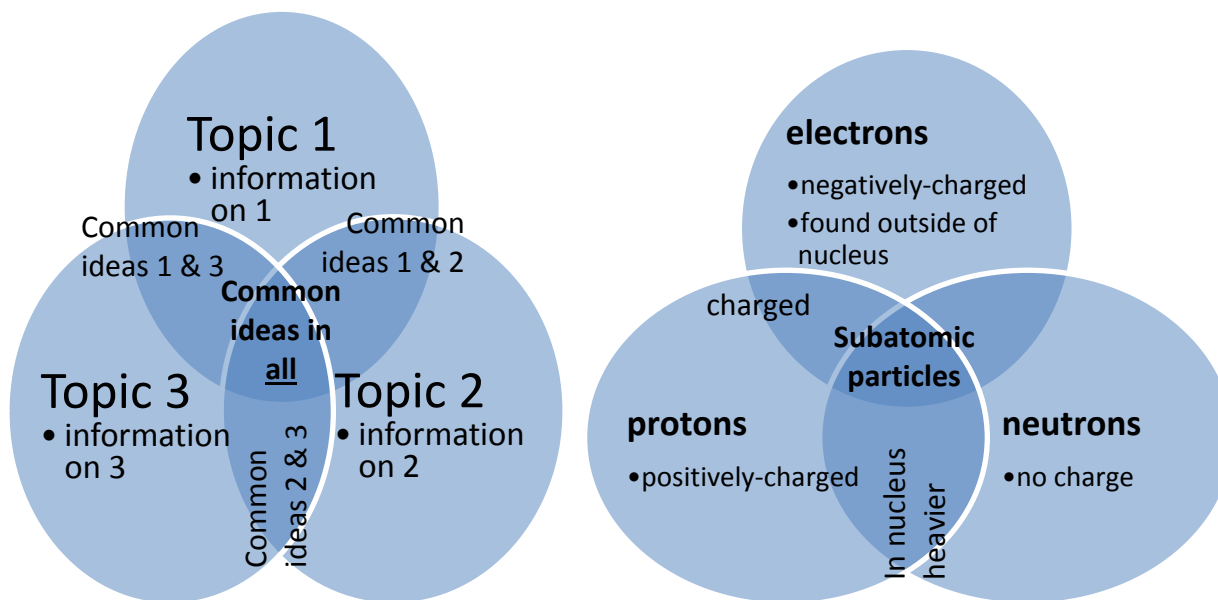 Topic 1
• information
on 1
Common
ideas 1 & 3
Common
ideas 1 & 2
Common
ideas in
all
Topic 3
• information
on 3
Topic 2
• information
on 2
Common
ideas 2 & 3
electrons
•negatively-charged
•found outside of
nucleus
charged
Subatomic
particles
protons
•positively-charged
neutrons
•no charge
In nucleus
heavier